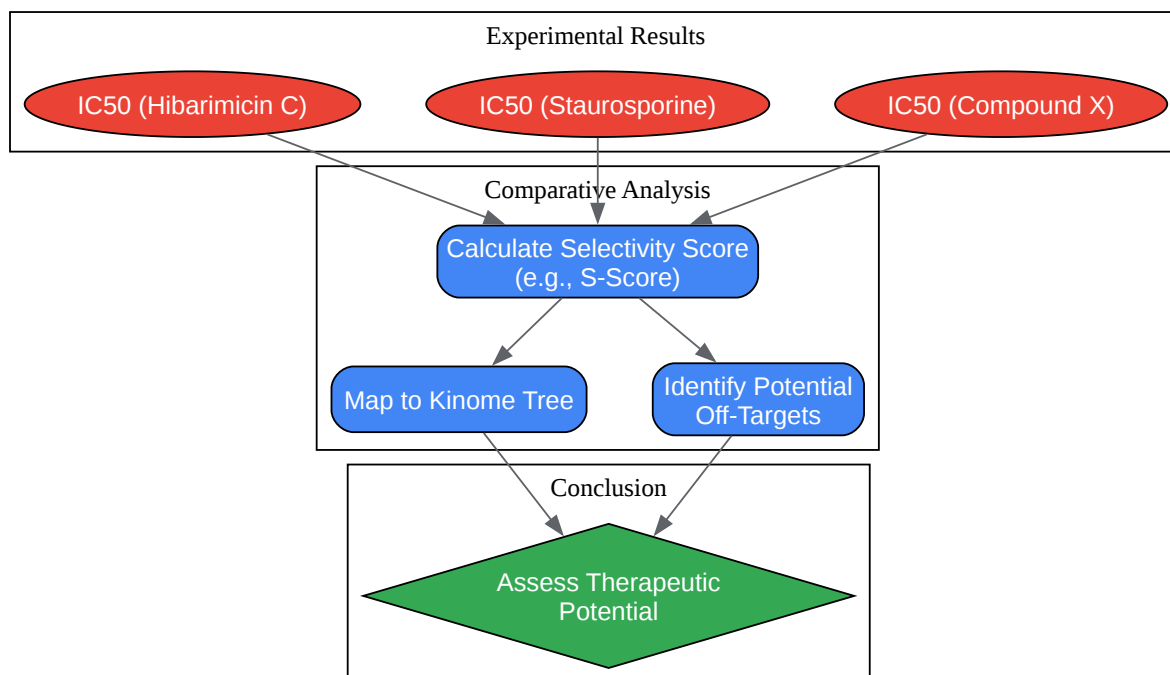 Experimental Results
IC50 (Hibarimicin C)
IC50 (Staurosporine)
IC50 (Compound X)
Comparative Analysis
Calculate Selectivity Score
(e.g., S-Score)
Map to Kinome Tree
Identify Potential
Off-Targets
Conclusion
Assess Therapeutic
Potential